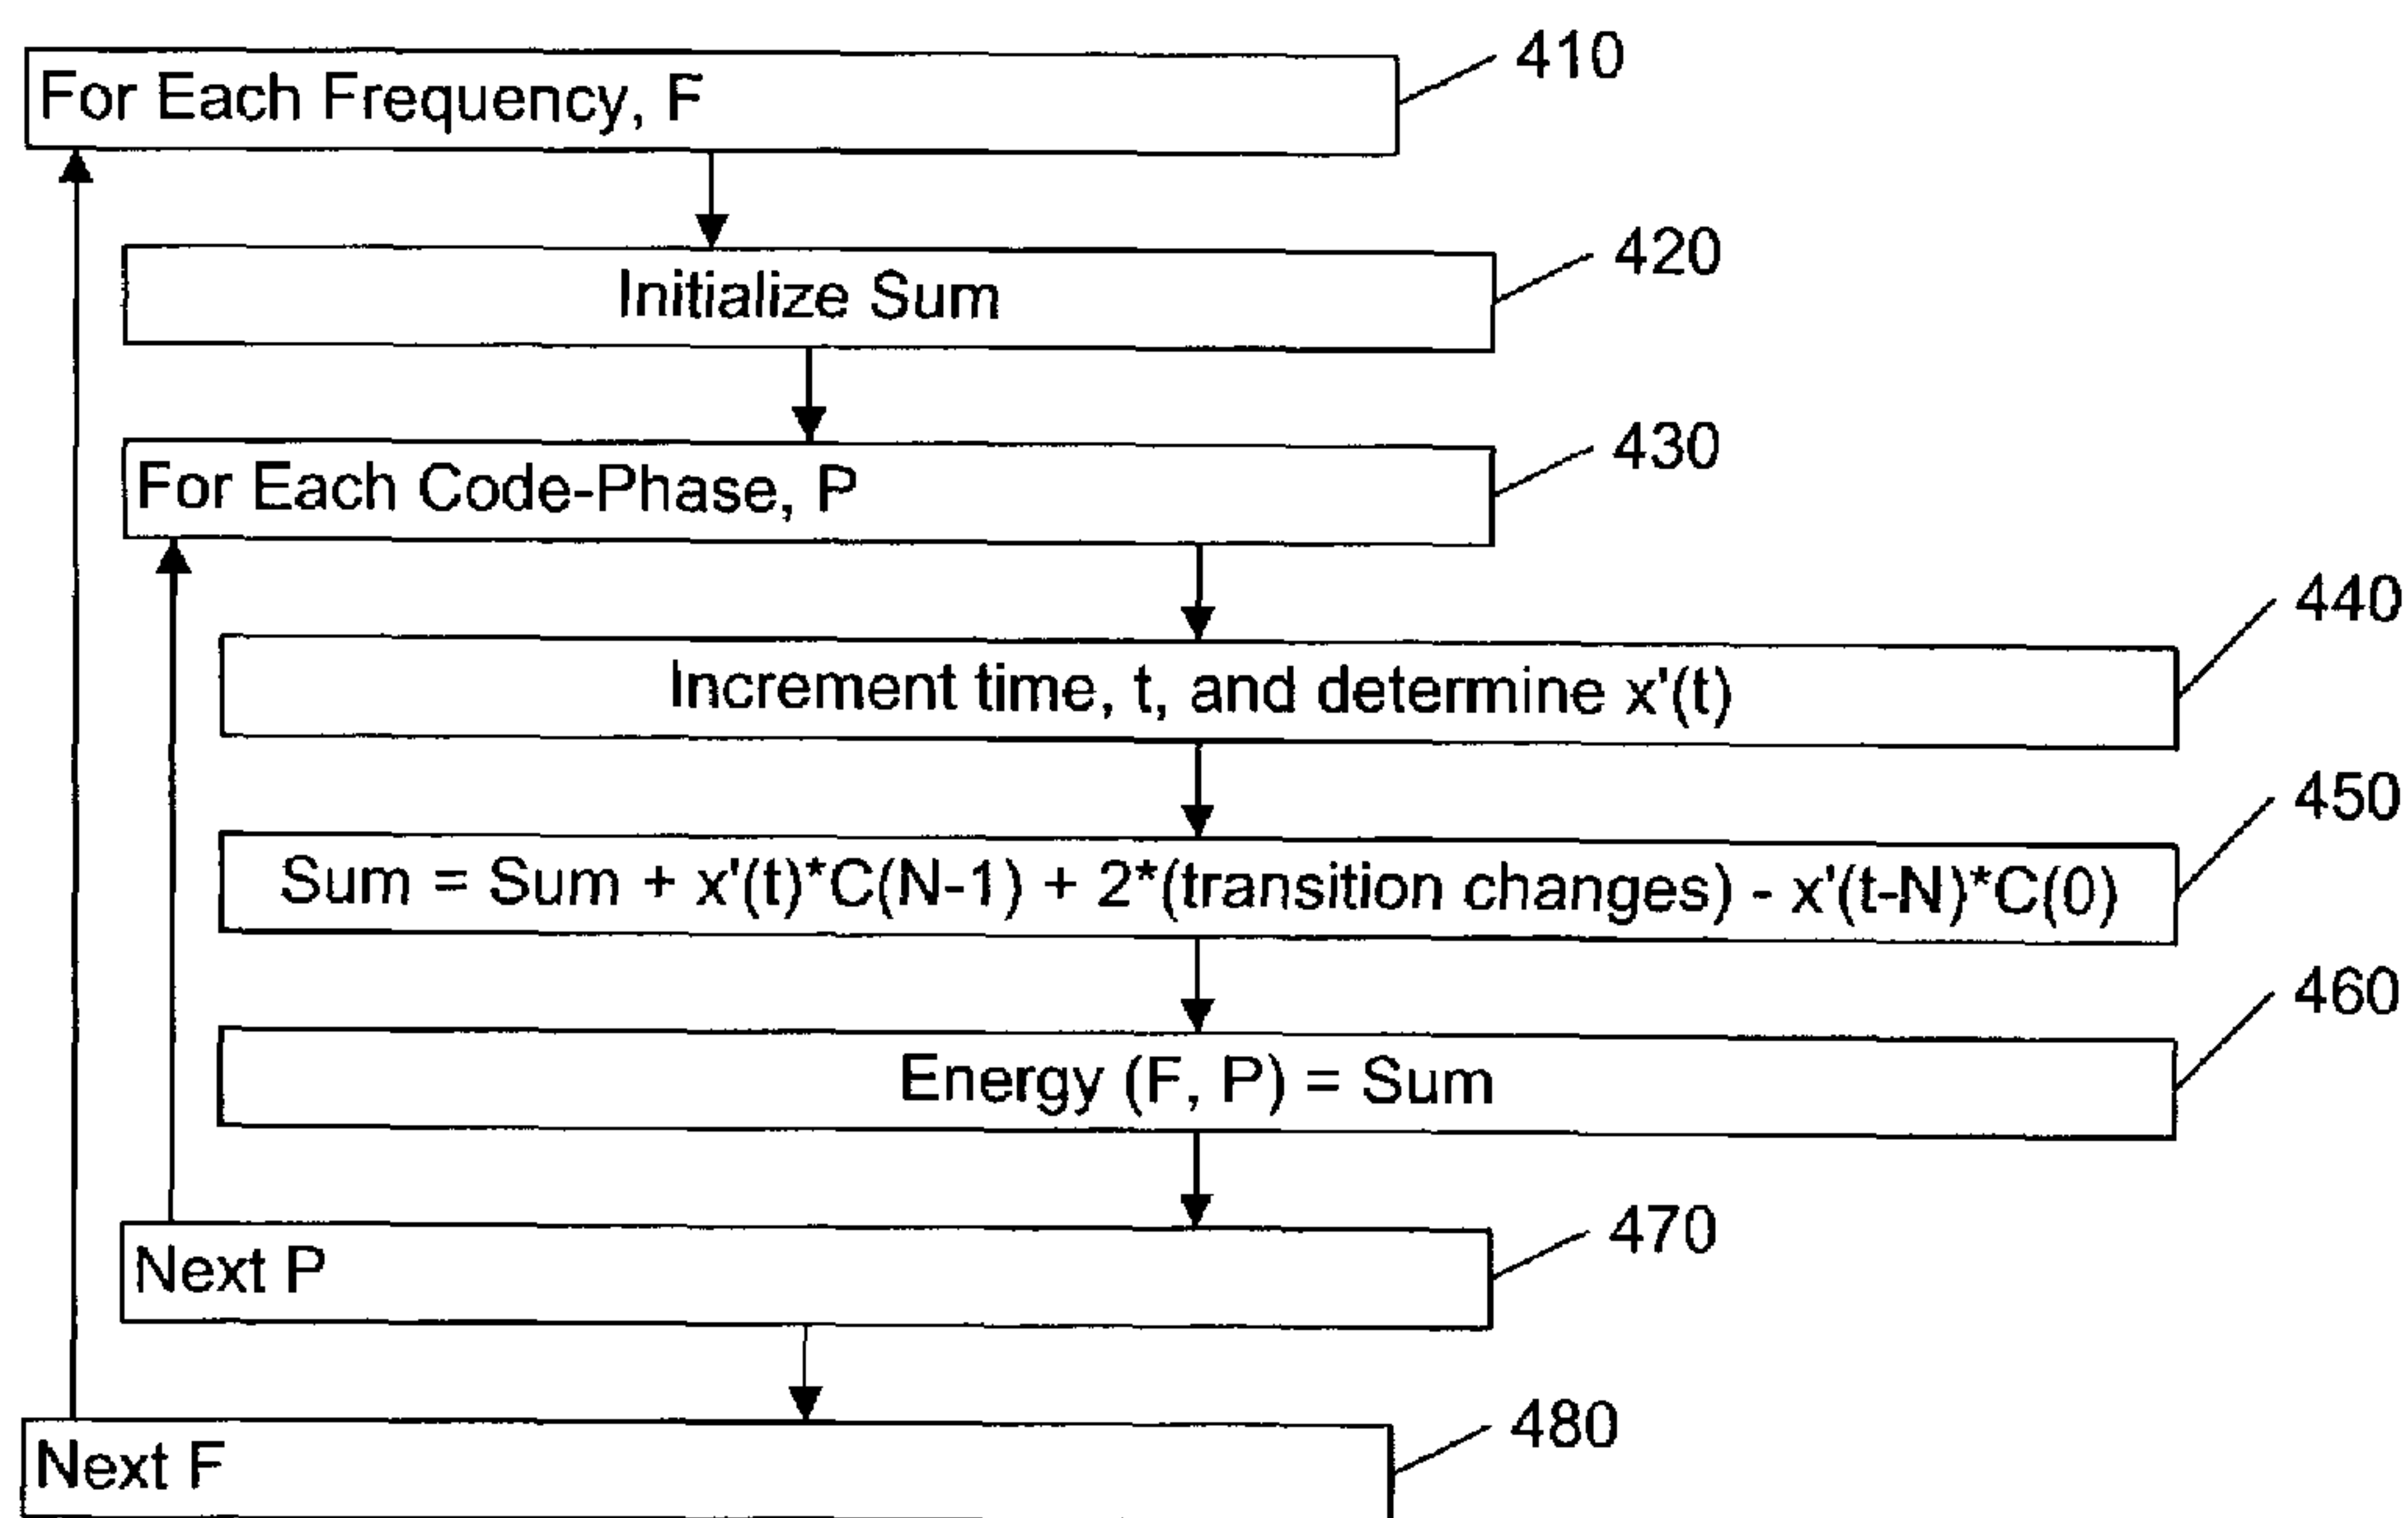 For Each Frequency, F
410
Initialize Sum
420
For Each Code-Phase, P
430
Increment time, t, and determine x'(t)
440
Sum = Sum + x'(t)*C(N-1) + 2*(transition changes) - x'(t-N)*C(0)
450
Energy (F, P) = Sum
460
Next P
470
Next F
480